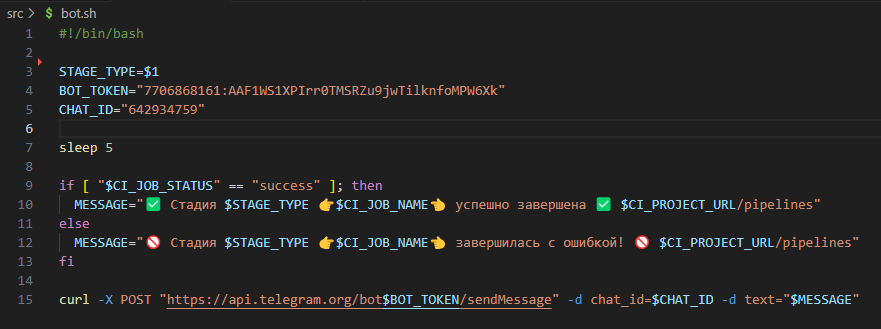 src > $ bot.sh
1 #!/bin/bash
2
3 STAGE_TYPE=$1
4 BOT_TOKEN="7706868161:AAF1WS1XPIrr0TMSRZu9jwTilknfoMPW6Xk"
5 CHAT_ID="642934759"
6
7 sleep 5
8
9 if [ "$CI_JOB_STATUS" == "success" ]; then
10 MESSAGE="✅ Стадия $STAGE_TYPE 👉$CI_JOB_NAME👈 успешно завершена ✅ $CI_PROJECT_URL/pipelines"
11 else
12 MESSAGE="🚫 Стадия $STAGE_TYPE 👉$CI_JOB_NAME👈 завершилась с ошибкой! 🚫 $CI_PROJECT_URL/pipelines"
13 fi
14
15 curl -X POST "https://api.telegram.org/bot$BOT_TOKEN/sendMessage" -d chat_id=$CHAT_ID -d text="$MESSAGE"